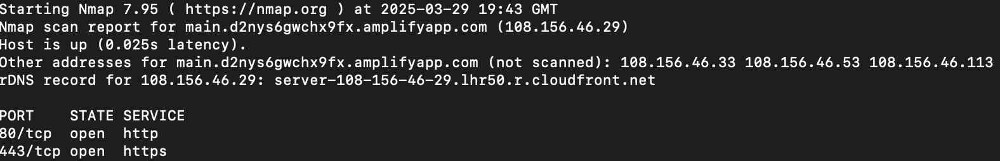 Starting Nmap 7.95 ( https://nmap.org ) at 2025-03-29 19:43 GMT
Nmap scan report for main.d2nys6gwchx9fx.amplifyapp.com (108.156.46.29)
Host is up (0.025s latency).
Other addresses for main.d2nys6gwchx9fx.amplifyapp.com (not scanned): 108.156.46.33 108.156.46.53 108.156.46.113
rDNS record for 108.156.46.29: server-108-156-46-29.lhr50.r.cloudfront.net
PORT    STATE SERVICE
80/tcp  open  http
443/tcp open  https